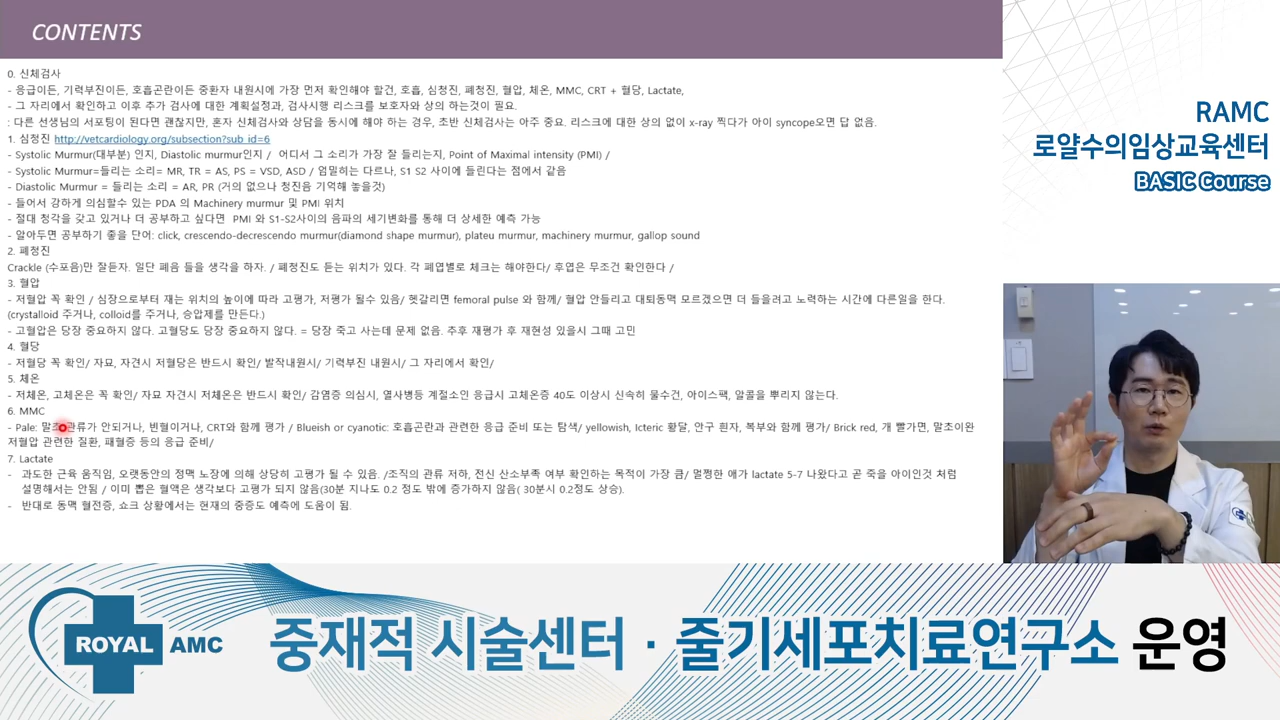 CONTENTS
0. 신체검사
- 응급이든, 기력부진이든, 호흡곤란이든 중환자 내원시에 가장 먼저 확인해야 할건, 호흡, 심청진, 폐청진, 혈압, 체온, MMC, CRT + 혈당, Lactate,
- 그 자리에서 확인하고 이후 추가 검사에 대한 계획설정과, 검사시행 리스크를 보호자와 상의 하는것이 필요.
: 다른 선생님의 서포팅이 된다면 괜찮지만, 혼자 신체검사와 상담을 동시에 해야 하는 경우, 초반 신체검사는 아주 중요. 리스크에 대한 상의 없이 x-ray 찍다가 아이 syncope오면 답 없음.
1. 심청진 http://vetcardiology.org/subsection?sub_id=6
- Systolic Murmur(대부분) 인지, Diastolic murmur인지 / 어디서 그 소리가 가장 잘 들리는지, Point of Maximal intensity (PMI) /
- Systolic Murmur=들리는 소리= MR, TR = AS, PS = VSD, ASD / 엄밀히는 다르나, S1 S2 사이에 들린다는 점에서 같음
- Diastolic Murmur = 들리는 소리 = AR, PR (거의 없으나 청진음 기억해 놓을것)
- 들어서 강하게 의심할수 있는 PDA 의 Machinery murmur 및 PMI 위치
- 절대 청각을 갖고 있거나 더 공부하고 싶다면 PMI 와 S1-S2사이의 음파의 세기변화를 통해 더 상세한 예측 가능
- 알아두면 공부하기 좋을 단어: click, crescendo-decrescendo murmur(diamond shape murmur), plateu murmur, machinery murmur, gallop sound
2. 폐청진
Crackle (수포음)만 잘듣자. 일단 폐음 들을 생각을 하자. / 폐청진도 듣는 위치가 있다. 각 폐엽별로 체크는 해야한다/ 후엽은 무조건 확인한다 /
3. 혈압
- 저혈압 꼭 확인 / 심장으로부터 재는 위치의 높이에 따라 고평가, 저평가 될수 있음/ 헷갈리면 femoral pulse 와 함께/ 혈압 안들리고 대퇴동맥 모르겠으면 더 들을려고 노력하는 시간에 다른일을 한다.
(crystalloid 주거나, colloid를 주거나, 승압제를 만든다.)
- 고혈압은 당장 중요하지 않다. 고혈당도 당장 중요하지 않다. = 당장 죽고 사는데 문제 없음. 추후 재평가 후 재현성 있을시 그때 고민
4. 혈당
- 저혈당 꼭 확인/ 자묘, 자견시 저혈당은 반드시 확인/ 발작내원시/ 기력부진 내원시/ 그 자리에서 확인/
5. 체온
- 저체온, 고체온은 꼭 확인/ 자묘 자견시 저체온은 반드시 확인/ 감염증 의심시, 열사병등 계절소인 응급시 고체온증 40도 이상시 신속히 물수건, 아이스팩, 알콜을 뿌리지 않는다.
6. MMC
- Pale: 말초 관류가 안되거나, 빈혈이거나, CRT와 함께 평가 / Blueish or cyanotic: 호흡곤란과 관련한 응급 준비 또는 탐색/ yellowish, Icteric 황달, 안구 흰자, 복부와 함께 평가/ Brick red, 개 빨가면, 말초이완
저혈압 관련한 질환, 패혈증 등의 응급 준비/
7. Lactate
- 과도한 근육 움직임, 오랫동안의 정맥 노장에 의해 상당히 고평가 될 수 있음. /조직의 관류 저하, 전신 산소부족 여부 확인하는 목적이 가장 큼/ 멀쩡한 애가 lactate 5-7 나왔다고 곧 죽을 아이인것 처럼
설명해서는 안됨 / 이미 뽑은 혈액은 생각보다 고평가 되지 않음(30분 지나도 0.2 정도 밖에 증가하지 않음( 30분시 0.2정도 상승).
- 반대로 동맥 혈전증, 쇼크 상황에서는 현재의 중증도 예측에 도움이 됨.
RAMC
로얄수의임상교육센터
BASIC Course
ROYAL AMC
중재적 시술센터 · 줄기세포치료연구소 운영